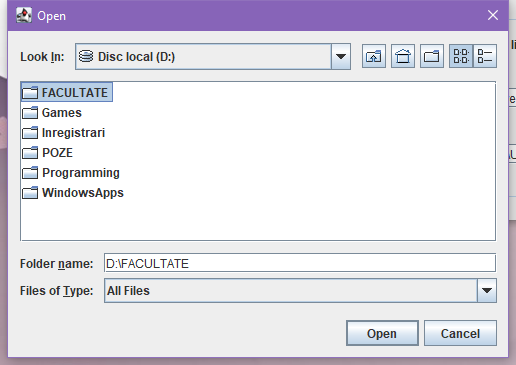 Open
Look In: Disc local (D:)
FACULTATE
Games
Inregistrari
POZE
Programming
WindowsApps
Folder name: D:\FACULTATE
Files of Type: All Files
Open Cancel